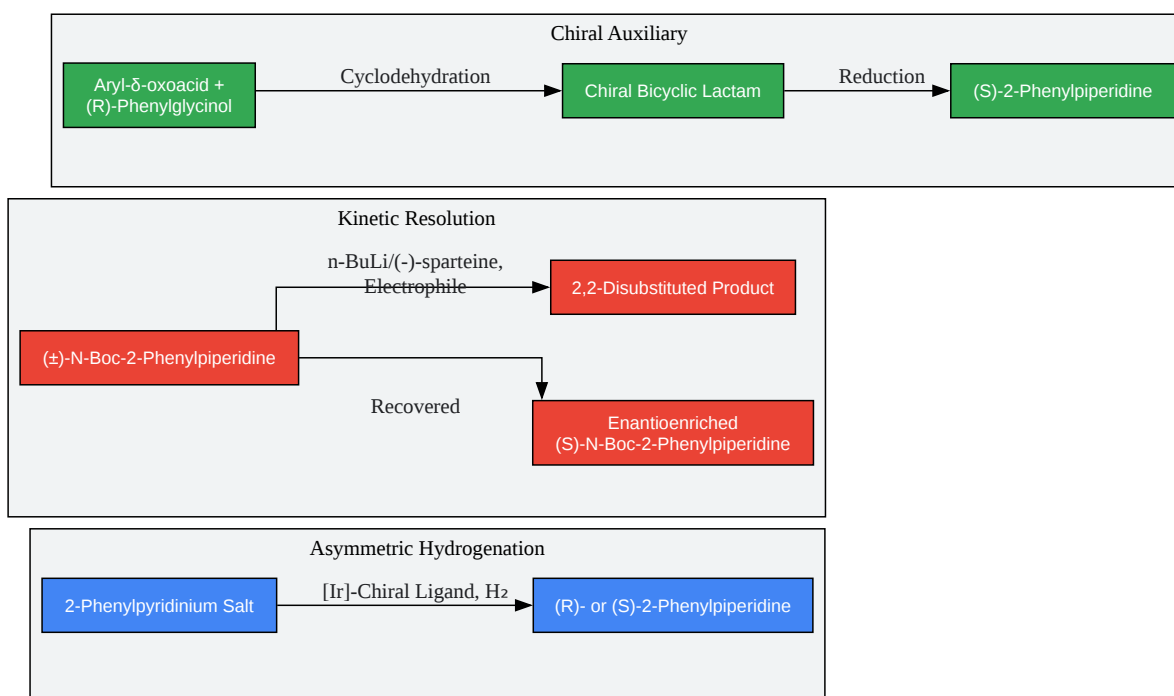 Chiral Auxiliary
Aryl-δ-oxoacid +
(R)-Phenylglycinol
Cyclodehydration
Chiral Bicyclic Lactam
Reduction
(S)-2-Phenylpiperidine
Kinetic Resolution
n-BuLi/(-)-sparteine,
Electrophile
2,2-Disubstituted Product
(±)-N-Boc-2-Phenylpiperidine
Recovered
Enantioenriched
(S)-N-Boc-2-Phenylpiperidine
Asymmetric Hydrogenation
2-Phenylpyridinium Salt
[Ir]-Chiral Ligand, H₂
(R)- or (S)-2-Phenylpiperidine